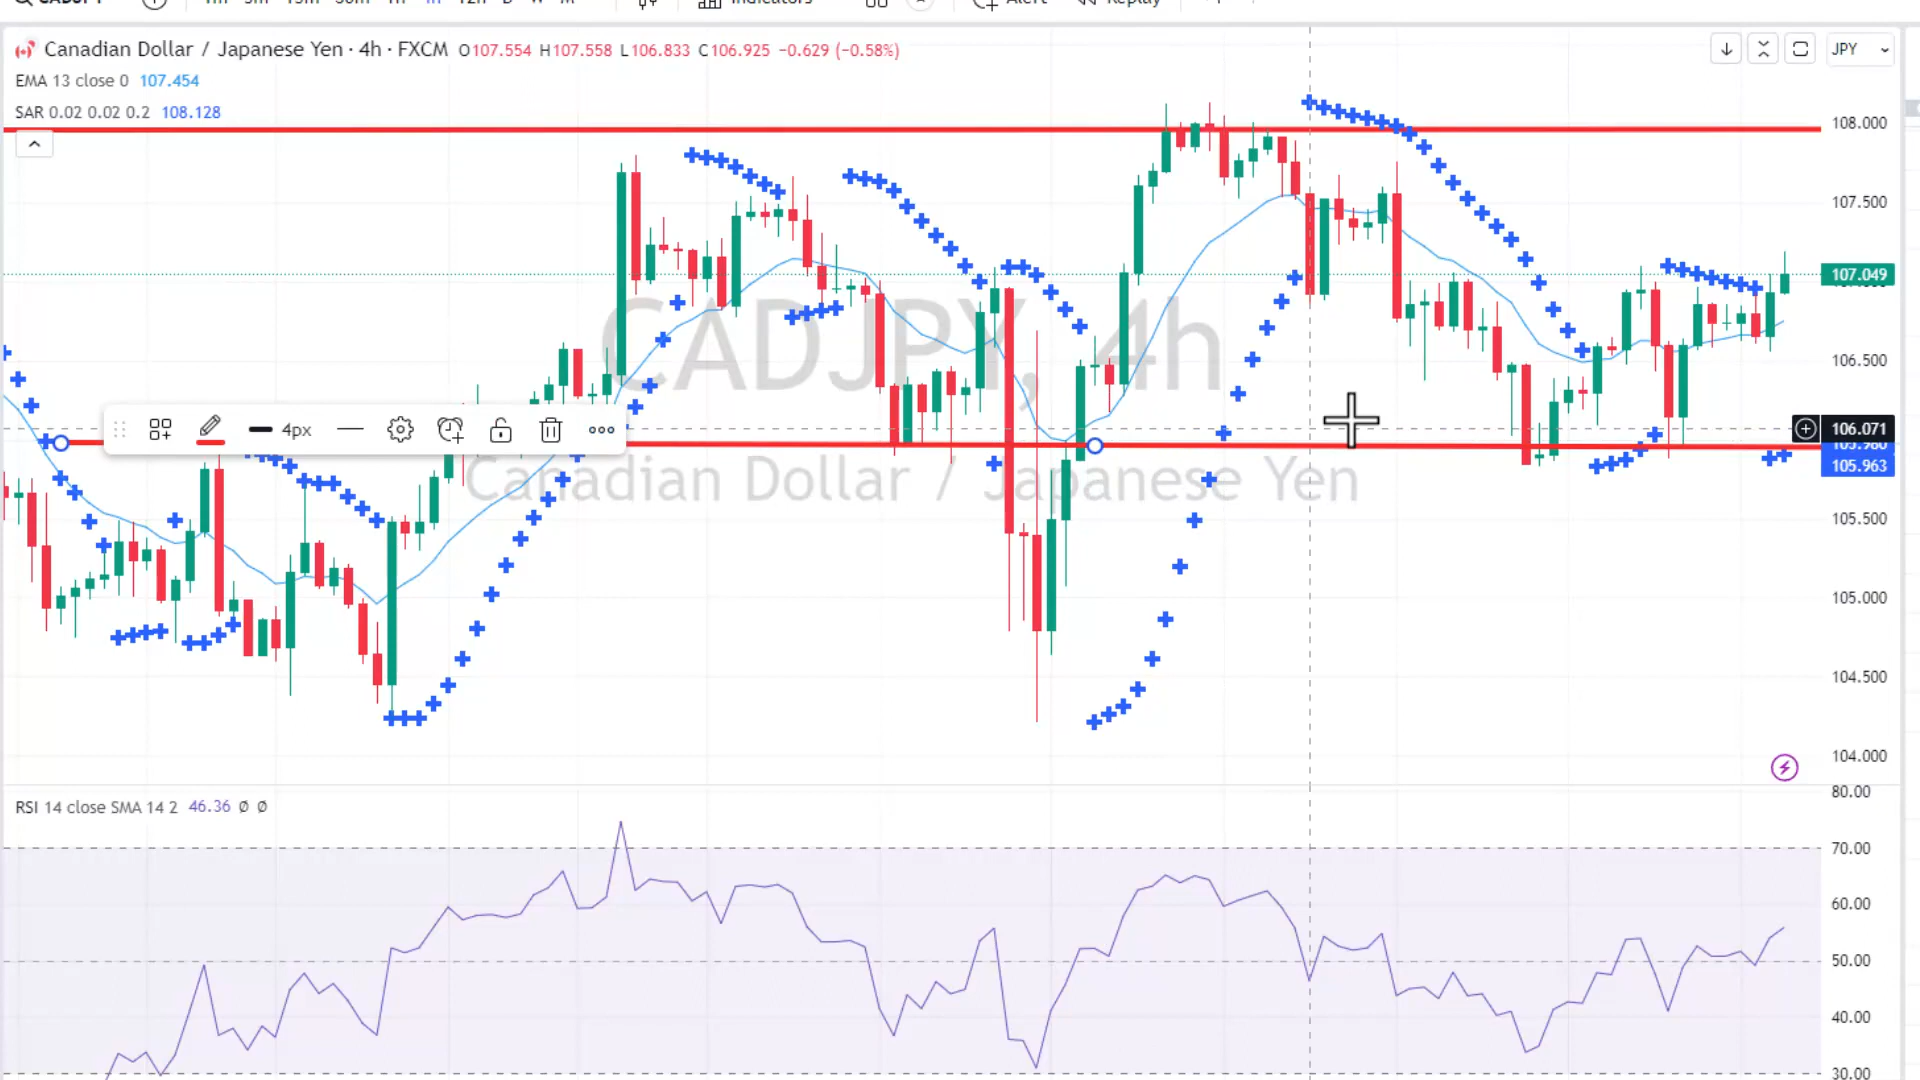 Canadian Dollar / Japanese Yen · 4h · FXCM O107.554 H107.558 L106.833 C106.925 −0.629 (−0.58%)
JPY
EMA 13 close 0 107.454
SAR 0.02 0.02 0.2 108.128
108.000
107.500
107.049
106.500
106.071
105.963
105.500
105.000
104.500
104.000
CADJPY, 4h
Canadian Dollar / Japanese Yen
4px
RSI 14 close SMA 14 2 46.36 Ø Ø
80.00
70.00
60.00
50.00
40.00
30.00